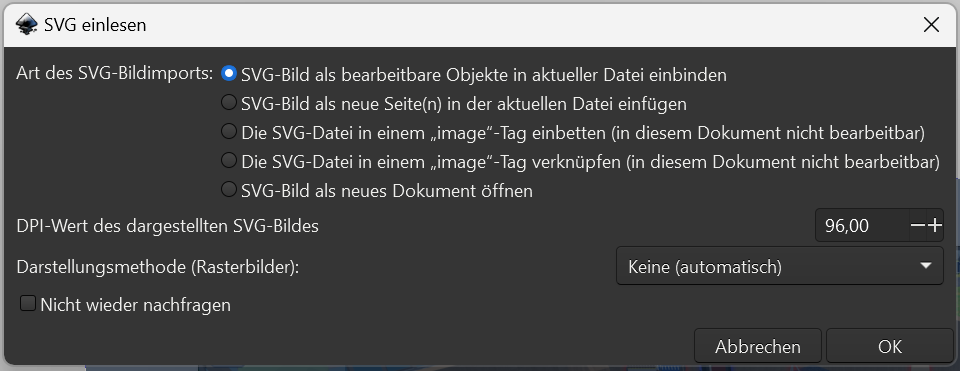 SVG einlesen
Art des SVG-Bildimports:
SVG-Bild als bearbeitbare Objekte in aktueller Datei einbinden
SVG-Bild als neue Seite(n) in der aktuellen Datei einfügen
Die SVG-Datei in einem „image“-Tag einbetten (in diesem Dokument nicht bearbeitbar)
Die SVG-Datei in einem „image“-Tag verknüpfen (in diesem Dokument nicht bearbeitbar)
SVG-Bild als neues Dokument öffnen
DPI-Wert des dargestellten SVG-Bildes 96,00
Darstellungsmethode (Rasterbilder): Keine (automatisch)
Nicht wieder nachfragen
Abbrechen OK